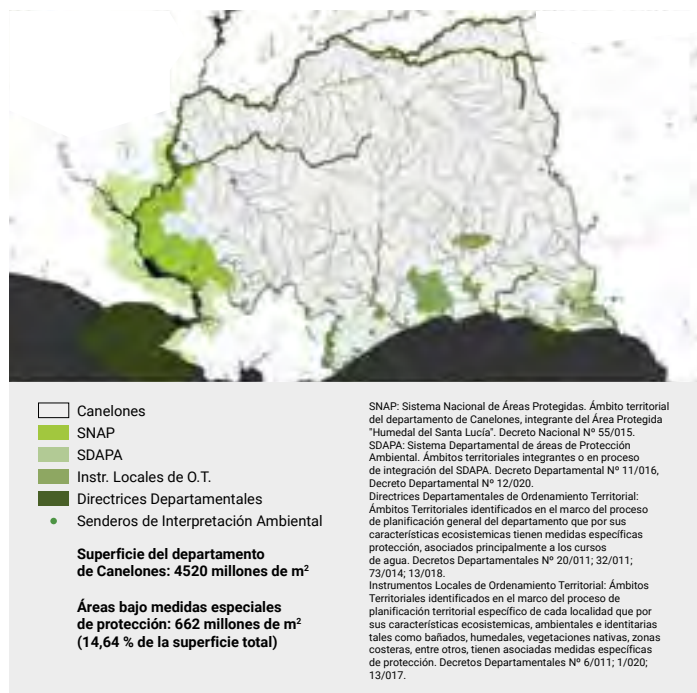 Canelones
SNAP
SDAPA
Instr. Locales de O.T.
Directrices Departamentales
Senderos de Interpretación Ambiental
Superficie del departamento
de Canelones: 4520 millones de m²
Áreas bajo medidas especiales
de protección: 662 millones de m²
(14,64 % de la superficie total)
SNAP: Sistema Nacional de Áreas Protegidas. Ámbito territorial
del departamento de Canelones, integrante del Área Protegida
"Humedal del Santa Lucía". Decreto Nacional Nº 55/015.
SDAPA: Sistema Departamental de áreas de Protección
Ambiental. Ámbitos territoriales integrantes o en proceso
de integración del SDAPA. Decreto Departamental Nº 11/016,
Decreto Departamental Nº 12/020.
Directrices Departamentales de Ordenamiento Territorial:
Ámbitos Territoriales identificados en el marco del proceso
de planificación general del departamento que por sus
características ecosistemicas tienen medidas específicas
protección, asociados principalmente a los cursos
de agua. Decretos Departamentales Nº 20/011; 32/011;
73/014; 13/018.
Instrumentos Locales de Ordenamiento Territorial: Ámbitos
Territoriales identificados en el marco del proceso de
planificación territorial específico de cada localidad que por
sus características ecosistemicas, ambientales e identitarias
tales como bañados, humedales, vegetaciones nativas, zonas
costeras, entre otros, tienen asociadas medidas específicas
de protección. Decretos Departamentales Nº 6/011; 1/020;
13/017.